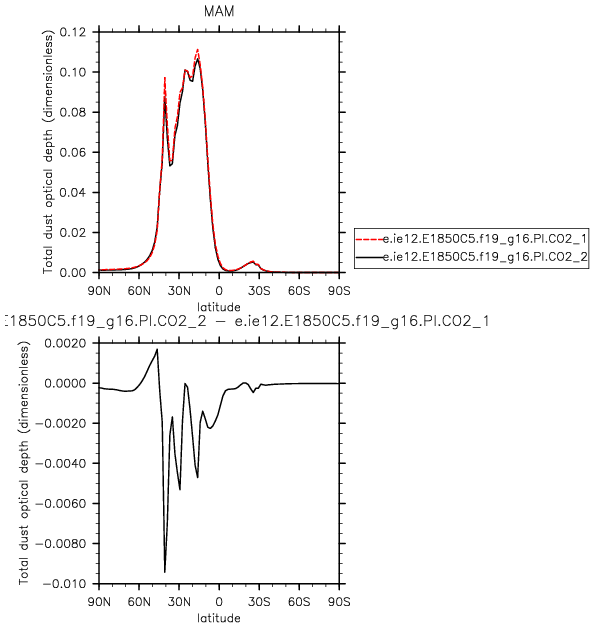 MAM
Total dust optical depth (dimensionless)
0.12
0.10
0.08
0.06
0.04
0.02
0.00
90N 60N 30N 0 30S 60S 90S
latitude
e.ie12.E1850C5.f19_g16.PI.CO2_1
e.ie12.E1850C5.f19_g16.PI.CO2_2
E1850C5.f19_g16.PI.CO2_2 − e.ie12.E1850C5.f19_g16.PI.CO2_1
Total dust optical depth (dimensionless)
0.0020
0.0000
−0.0020
−0.0040
−0.0060
−0.0080
−0.010
90N 60N 30N 0 30S 60S 90S
latitude